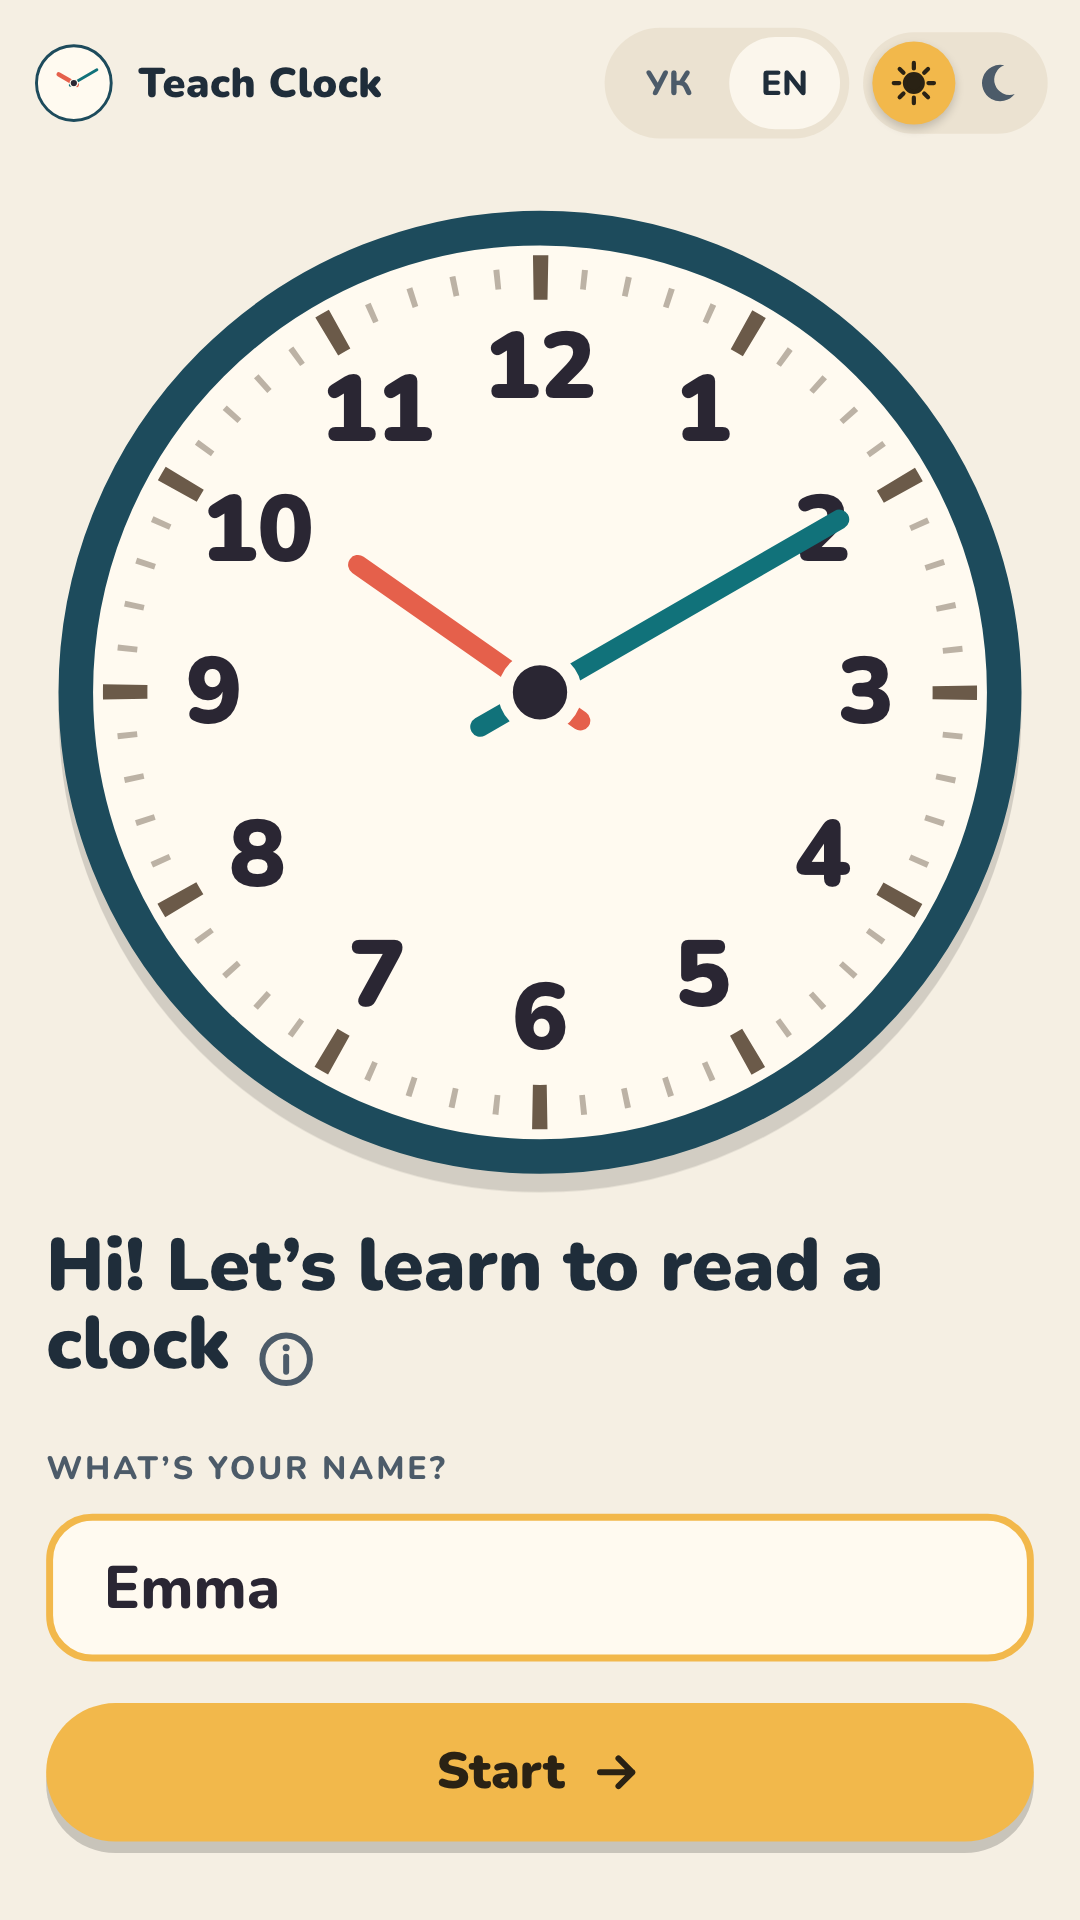 Teach Clock
УК EN
12
11 1
10 2
9 3
8 4
7 5
6
Hi! Let’s learn to read a
clock
WHAT’S YOUR NAME?
Emma
Start →